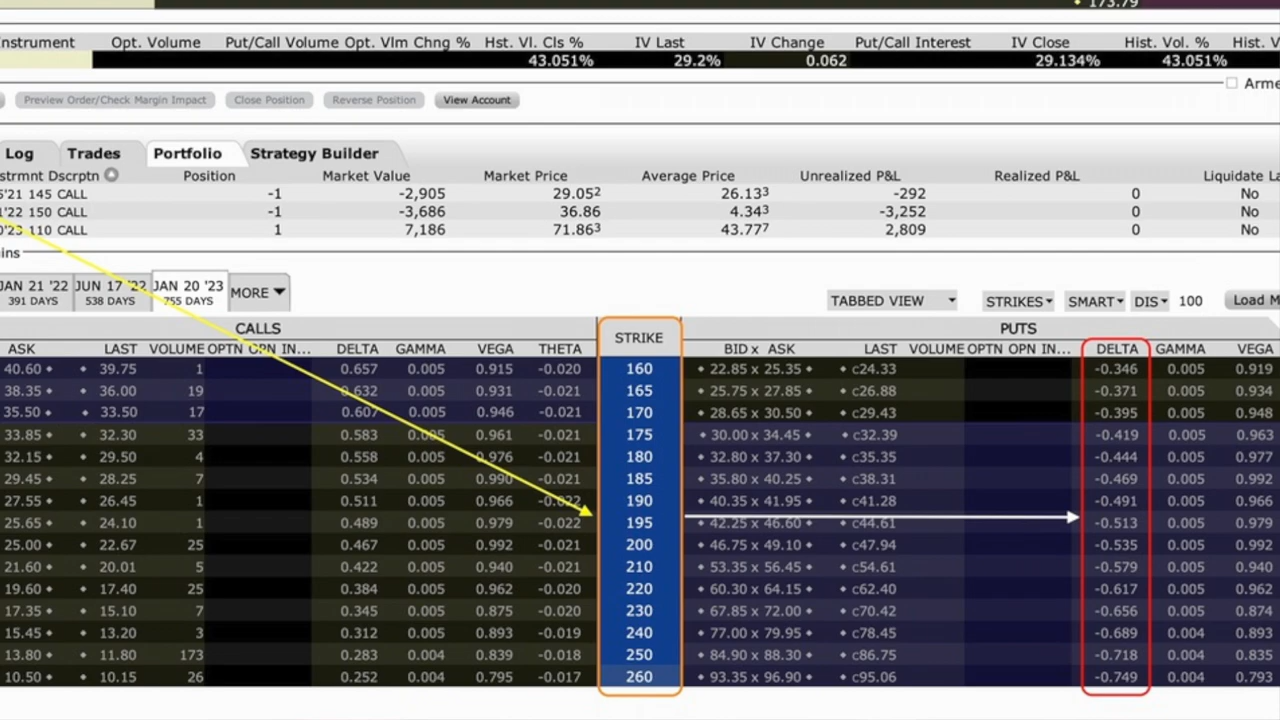 173.79
Instrument Opt. Volume Put/Call Volume Opt. Vlm Chng % Hst. Vl. Cls % IV Last IV Change Put/Call Interest IV Close Hist. Vol. % Hist. V
43.051% 29.2% 0.062 29.134% 43.051%
Arme
Preview Order/Check Margin Impact Close Position Reverse Position View Account
Log Trades Portfolio Strategy Builder
strmnt Dscrptn Position Market Value Market Price Average Price Unrealized P&L Realized P&L Liquidate La
5'21 145 CALL -1 -2,905 29.052 26.133 -292 0 No
1'22 150 CALL -1 -3,686 36.86 4.343 -3,252 0 No
0'23 110 CALL 1 7,186 71.863 43.777 2,809 0 No
ins
JAN 21 '22 JUN 17 '22 JAN 20 '23 MORE TABBED VIEW STRIKES SMART DIS 100 Load M
391 DAYS 538 DAYS 755 DAYS
CALLS STRIKE PUTS
ASK LAST VOLUME OPTN OPN IN... DELTA GAMMA VEGA THETA BID x ASK LAST VOLUME OPTN OPN IN... DELTA GAMMA VEGA
40.60 39.75 1 0.657 0.005 0.915 -0.020 160 22.85 x 25.35 c24.33 -0.346 0.005 0.919
38.35 36.00 19 0.632 0.005 0.931 -0.021 165 25.75 x 27.85 c26.88 -0.371 0.005 0.934
35.50 33.50 17 0.607 0.005 0.946 -0.021 170 28.65 x 30.50 c29.43 -0.395 0.005 0.948
33.85 32.30 33 0.583 0.005 0.961 -0.021 175 30.00 x 34.45 c32.39 -0.419 0.005 0.963
32.15 29.50 4 0.558 0.005 0.976 -0.021 180 32.80 x 37.30 c35.35 -0.444 0.005 0.977
29.45 28.25 7 0.534 0.005 0.990 -0.021 185 35.80 x 40.25 c38.31 -0.469 0.005 0.992
27.55 26.45 1 0.511 0.005 0.966 -0.022 190 40.35 x 41.95 c41.28 -0.491 0.005 0.966
25.65 24.10 1 0.489 0.005 0.979 -0.022 195 42.25 x 46.60 c44.61 -0.513 0.005 0.979
25.00 22.67 25 0.467 0.005 0.992 -0.021 200 46.75 x 49.10 c47.94 -0.535 0.005 0.992
21.60 20.01 5 0.422 0.005 0.940 -0.021 210 53.35 x 56.45 c54.61 -0.579 0.005 0.940
19.60 17.40 25 0.384 0.005 0.962 -0.020 220 60.30 x 64.15 c62.40 -0.617 0.005 0.962
17.35 15.10 7 0.345 0.005 0.875 -0.020 230 67.85 x 72.00 c70.42 -0.656 0.005 0.874
15.45 13.20 3 0.312 0.005 0.893 -0.019 240 77.00 x 79.95 c78.45 -0.689 0.004 0.893
13.80 11.80 173 0.283 0.004 0.839 -0.018 250 84.90 x 88.30 c86.75 -0.718 0.004 0.835
10.50 10.15 26 0.252 0.004 0.795 -0.017 260 93.35 x 96.90 c95.06 -0.749 0.004 0.793